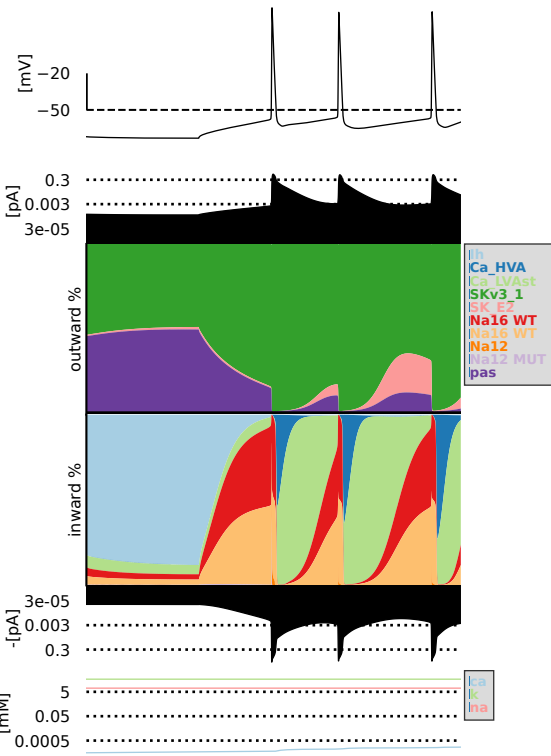 [mV]
−20
−50
[pA]
0.3
0.003
3e-05
outward %
Ih
Ca_HVA
Ca_LVAst
SKv3_1
SK_E2
Na16 WT
Na16 WT
Na12
Na12 MUT
pas
inward %
-[pA]
3e-05
0.003
0.3
[mM]
5
0.05
0.0005
ca
k
na